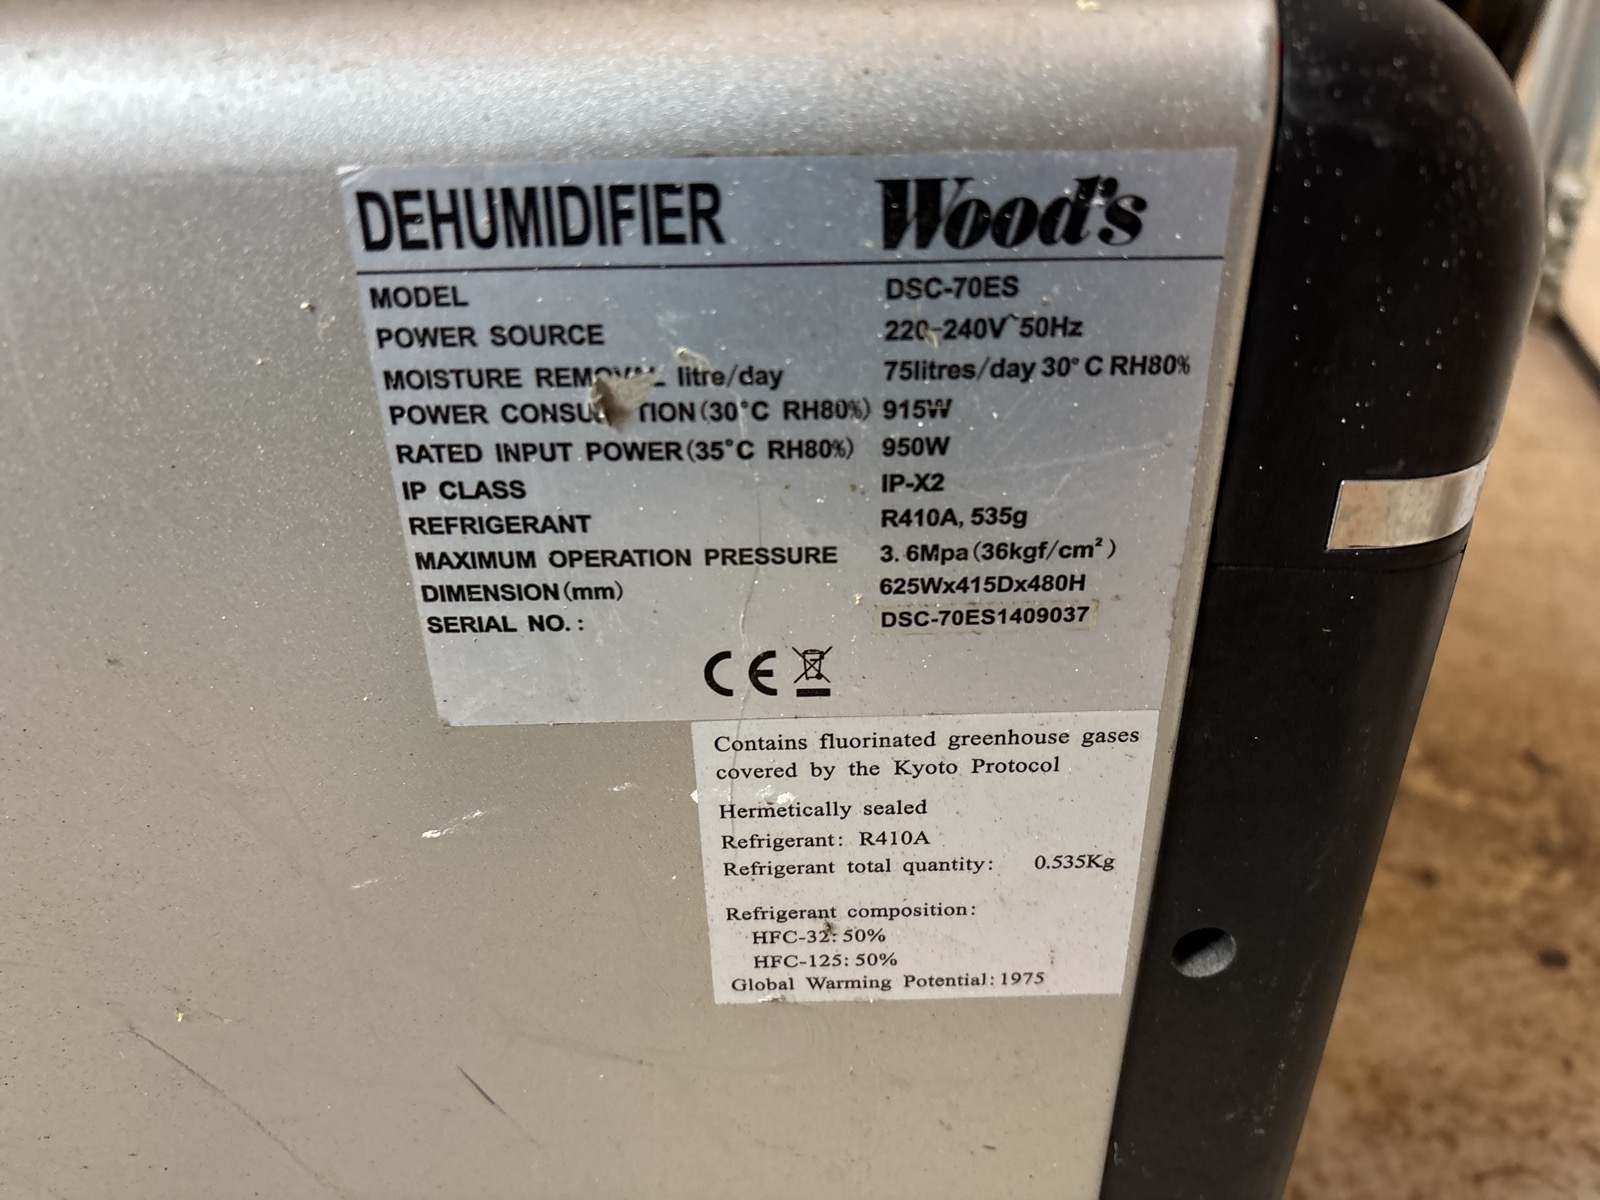 DEHUMIDIFIER Wood's
MODEL DSC-70ES
POWER SOURCE 220-240V~50Hz
MOISTURE REMOVAL litre/day 75litres/day 30°C RH80%
POWER CONSU TION(30°C RH80%) 915W
RATED INPUT POWER(35°C RH80%) 950W
IP CLASS IP-X2
REFRIGERANT R410A, 535g
MAXIMUM OPERATION PRESSURE 3.6Mpa(36kgf/cm²)
DIMENSION(mm) 625Wx415Dx480H
SERIAL NO.: DSC-70ES1409037
CE
Contains fluorinated greenhouse gases
covered by the Kyoto Protocol
Hermetically sealed
Refrigerant: R410A
Refrigerant total quantity: 0.535Kg
Refrigerant composition:
HFC-32: 50%
HFC-125: 50%
Global Warming Potential: 1975